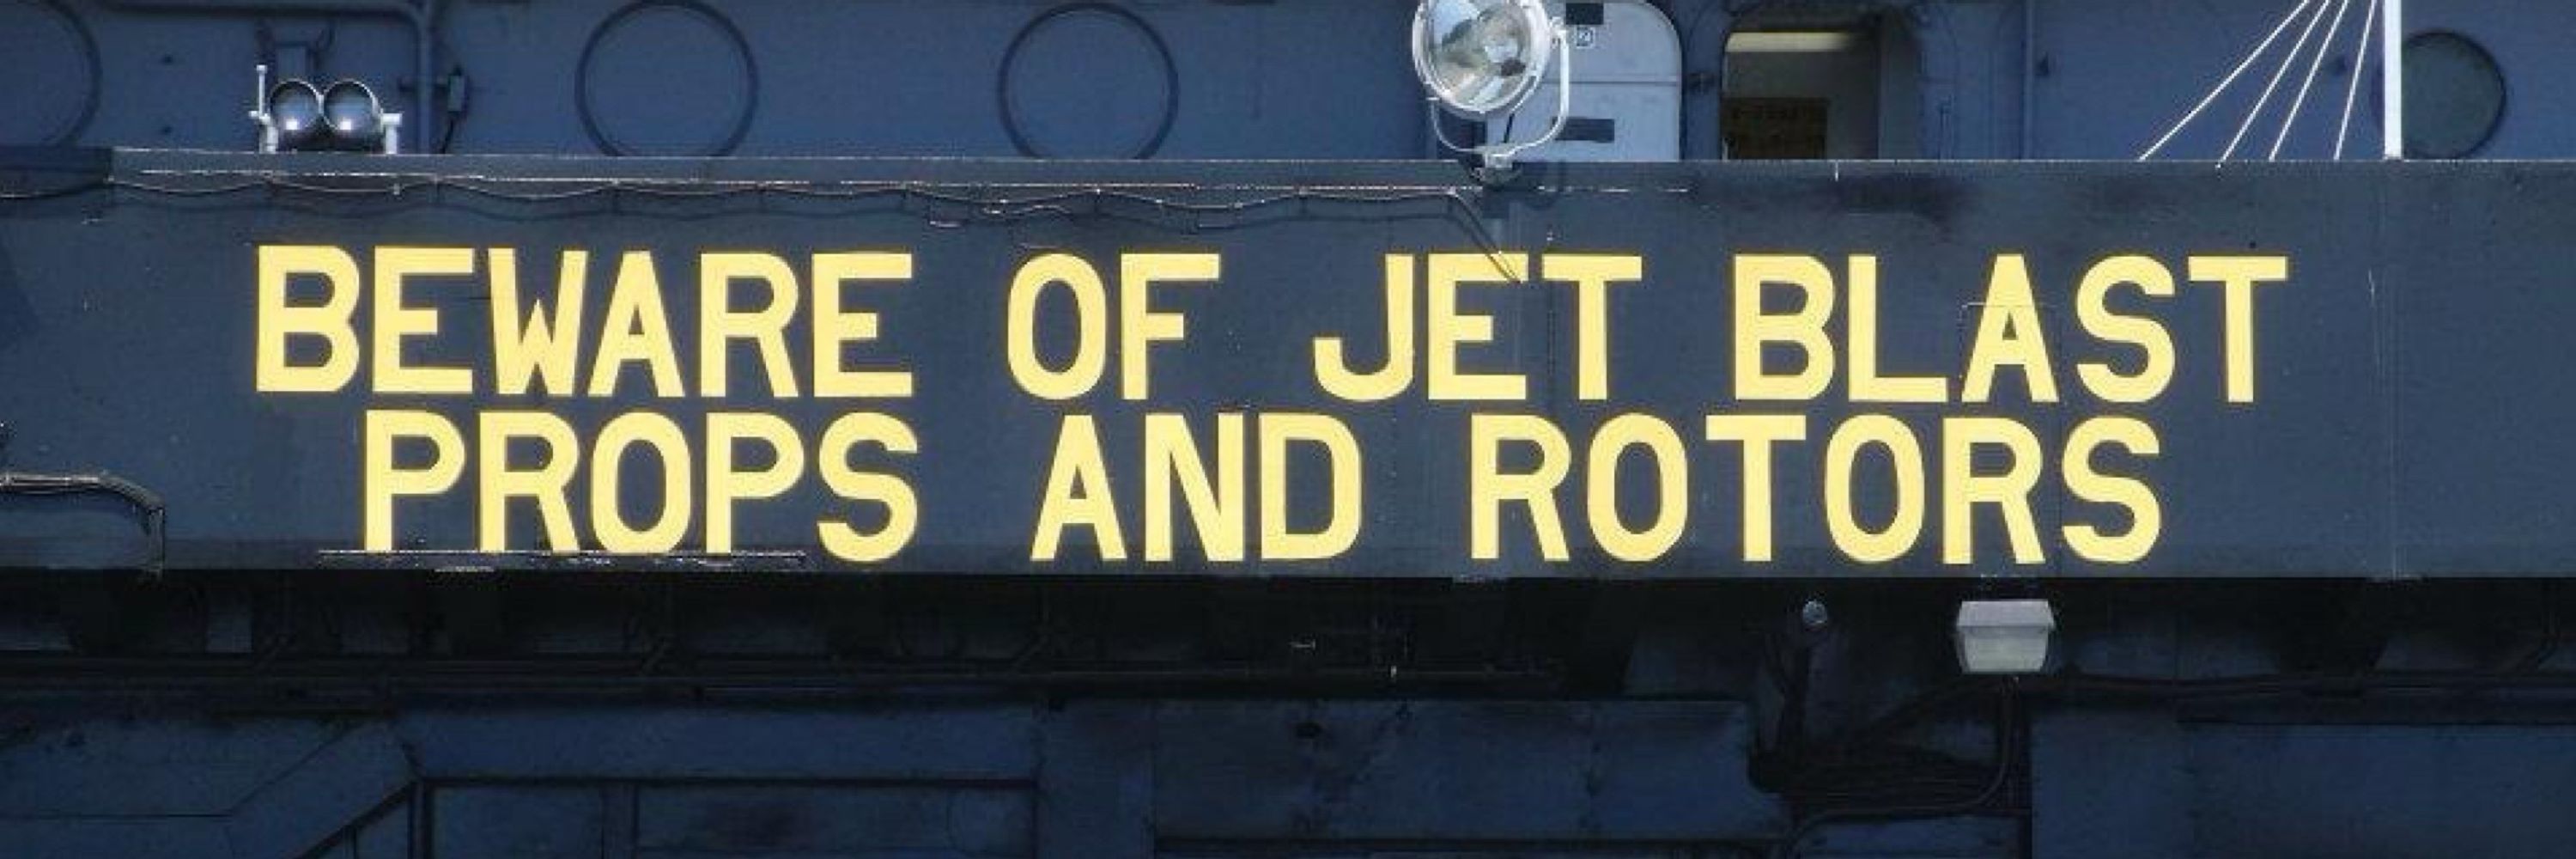 BEWARE OF JET BLAST
PROPS AND ROTORS